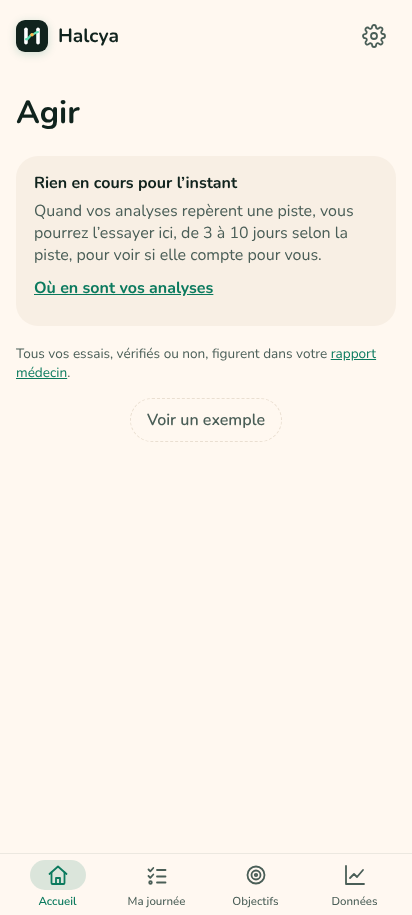 Halcya
Agir
Rien en cours pour l’instant
Quand vos analyses repèrent une piste, vous
pourrez l’essayer ici, de 3 à 10 jours selon la
piste, pour voir si elle compte pour vous.
Où en sont vos analyses
Tous vos essais, vérifiés ou non, figurent dans votre rapport
médecin.
Voir un exemple
Accueil
Ma journée
Objectifs
Données